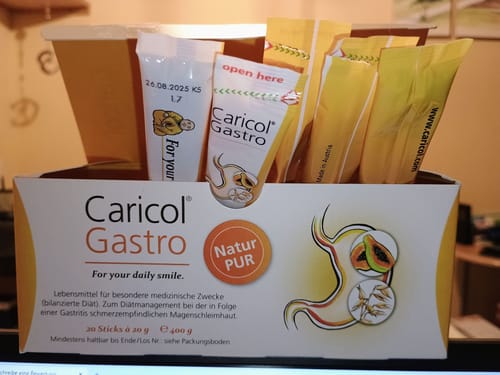 26.08.2025 K5
1.7
For your
open here
Caricol®
Gastro
Made in Austria
www.caricol.com
Caricol®
Gastro
For your daily smile.
Natur
PUR
Lebensmittel für besondere medizinische Zwecke
(bilanzierte Diät). Zum Diätmanagement bei der in Folge
einer Gastritis schmerzempfindlichen Magenschleimhaut.
20 Sticks à 20 g ℮ 400 g
Mindestens haltbar bis Ende/Los Nr.: siehe Packungsboden